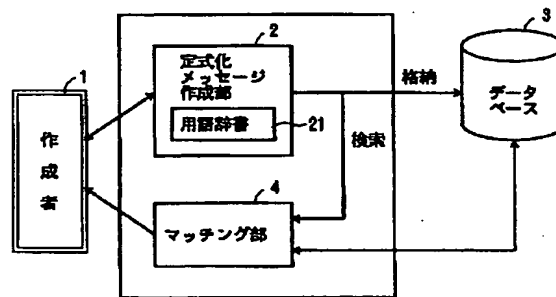 1
作
成
者
2
定式化
メッセージ
作成部
用語辞書
21
格納
検索
3
データ
ベース
4
マッチング部